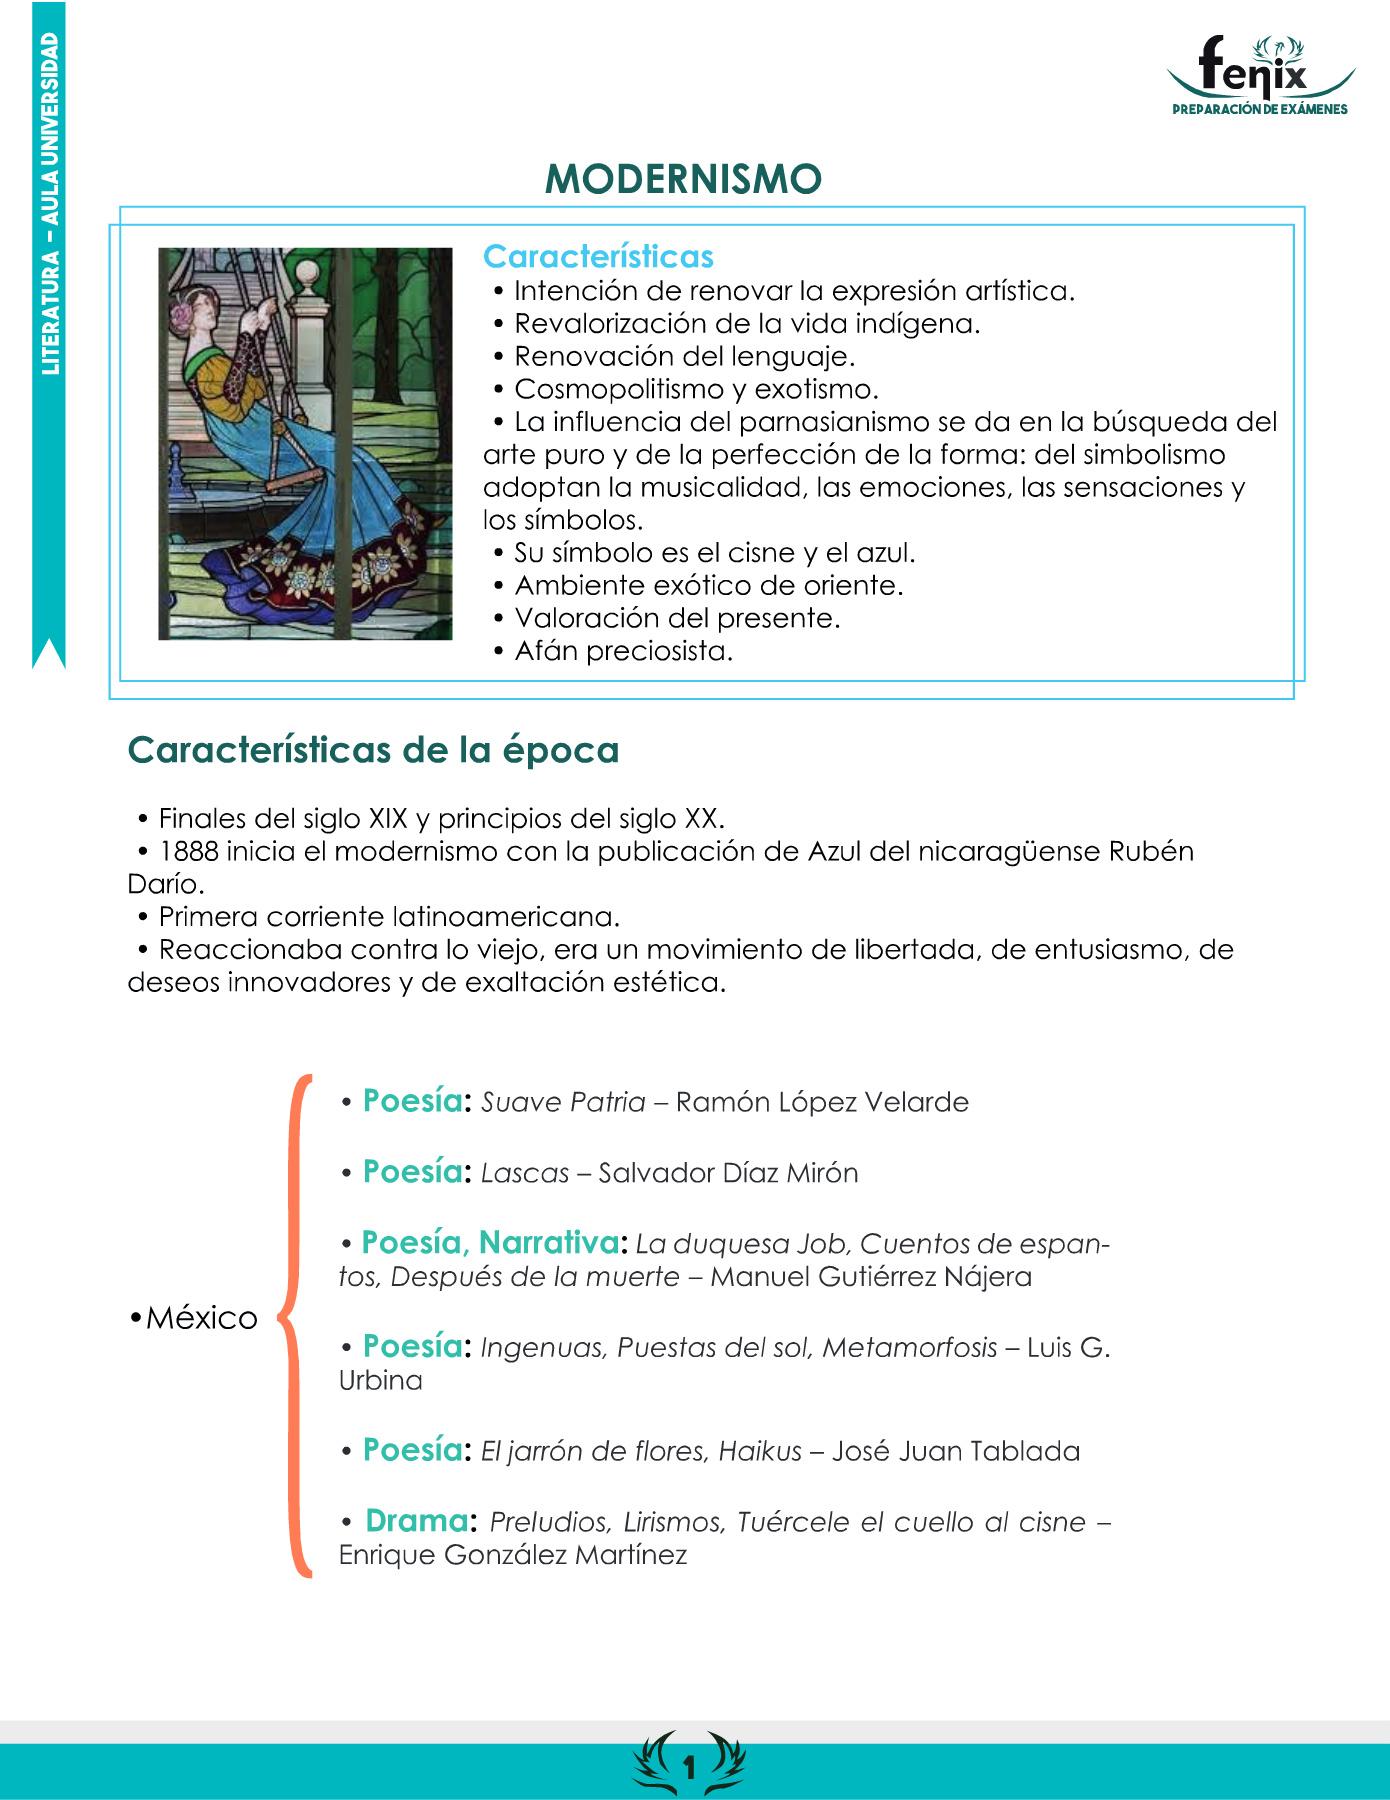 LITERATURA - AULA UNIVERSIDAD
fenix
PREPARACIÓN DE EXÁMENES
MODERNISMO
Características
• Intención de renovar la expresión artística.
• Revalorización de la vida indígena.
• Renovación del lenguaje.
• Cosmopolitismo y exotismo.
• La influencia del parnasianismo se da en la búsqueda del
arte puro y de la perfección de la forma: del simbolismo
adoptan la musicalidad, las emociones, las sensaciones y
los símbolos.
• Su símbolo es el cisne y el azul.
• Ambiente exótico de oriente.
• Valoración del presente.
• Afán preciosista.
Características de la época
• Finales del siglo XIX y principios del siglo XX.
• 1888 inicia el modernismo con la publicación de Azul del nicaragüense Rubén
Darío.
• Primera corriente latinoamericana.
• Reaccionaba contra lo viejo, era un movimiento de libertada, de entusiasmo, de
deseos innovadores y de exaltación estética.
•México
• Poesía: Suave Patria – Ramón López Velarde
• Poesía: Lascas – Salvador Díaz Mirón
• Poesía, Narrativa: La duquesa Job, Cuentos de espan-
tos, Después de la muerte – Manuel Gutiérrez Nájera
• Poesía: Ingenuas, Puestas del sol, Metamorfosis – Luis G.
Urbina
• Poesía: El jarrón de flores, Haikus – José Juan Tablada
• Drama: Preludios, Lirismos, Tuércele el cuello al cisne –
Enrique González Martínez
1